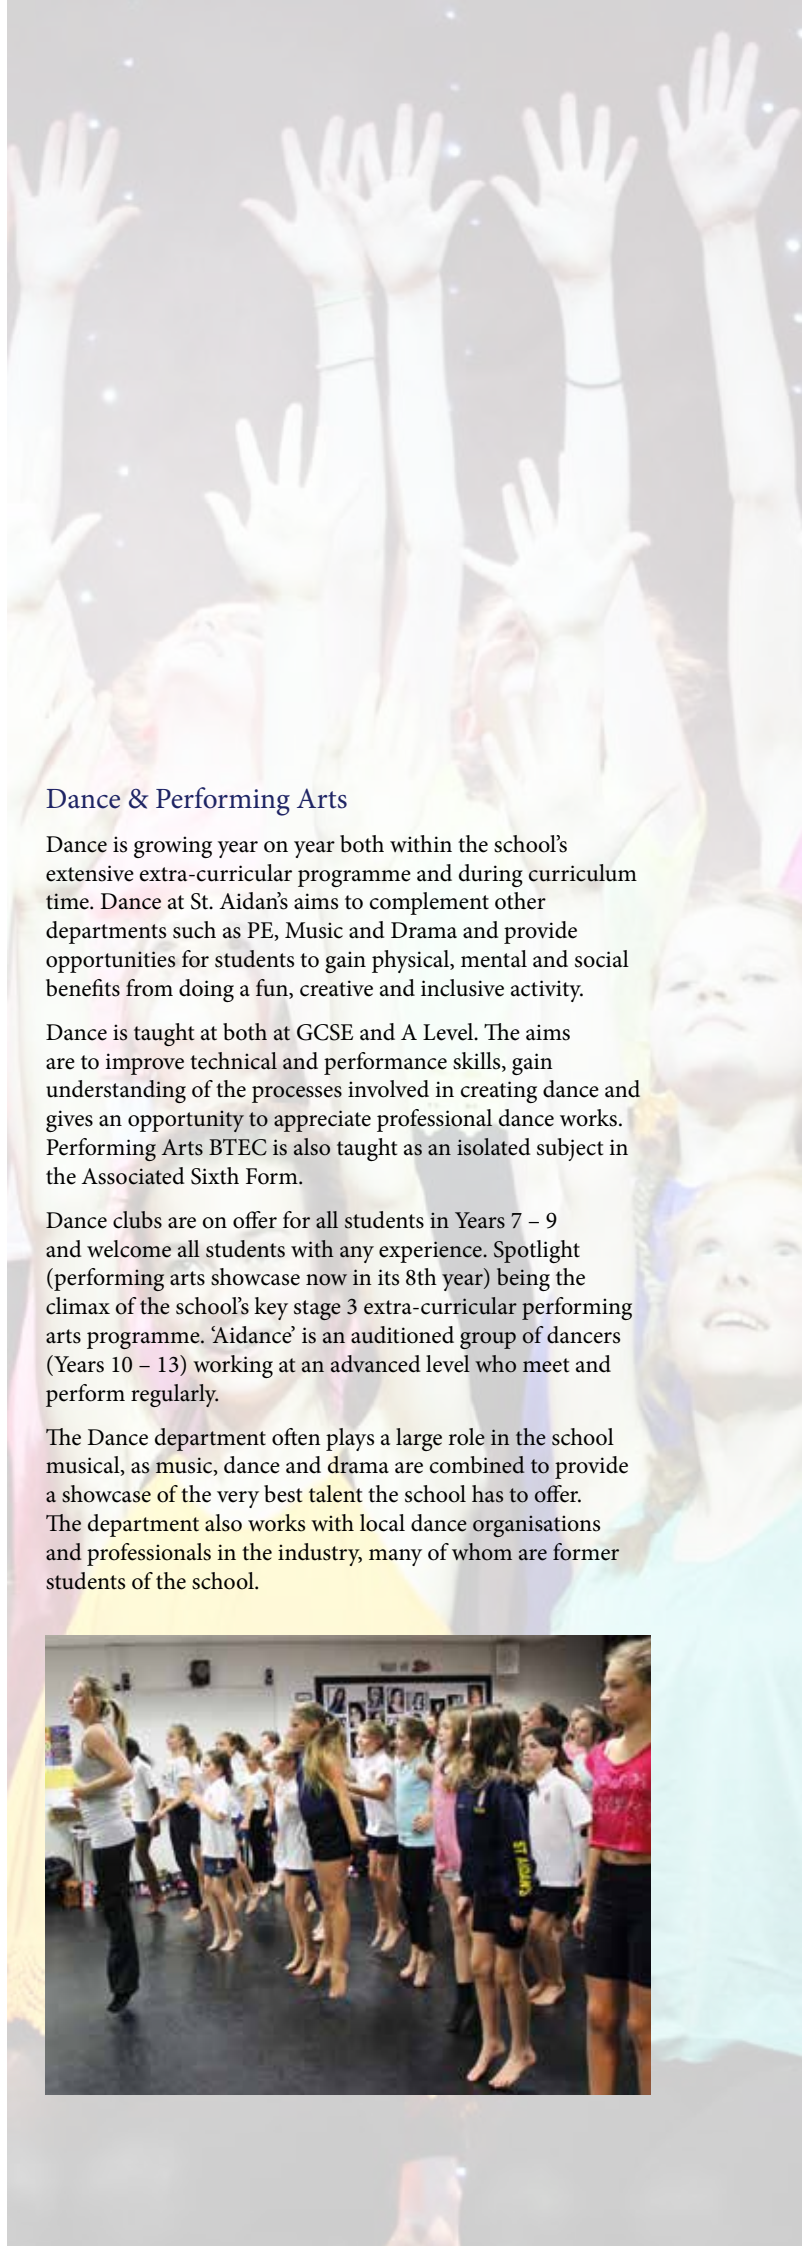 Dance & Performing Arts
Dance is growing year on year both within the school’s
extensive extra-curricular programme and during curriculum
time. Dance at St. Aidan’s aims to complement other
departments such as PE, Music and Drama and provide
opportunities for students to gain physical, mental and social
benefits from doing a fun, creative and inclusive activity.
Dance is taught at both at GCSE and A Level. The aims
are to improve technical and performance skills, gain
understanding of the processes involved in creating dance and
gives an opportunity to appreciate professional dance works.
Performing Arts BTEC is also taught as an isolated subject in
the Associated Sixth Form.
Dance clubs are on offer for all students in Years 7 – 9
and welcome all students with any experience. Spotlight
(performing arts showcase now in its 8th year) being the
climax of the school’s key stage 3 extra-curricular performing
arts programme. ‘Aidance’ is an auditioned group of dancers
(Years 10 – 13) working at an advanced level who meet and
perform regularly.
The Dance department often plays a large role in the school
musical, as music, dance and drama are combined to provide
a showcase of the very best talent the school has to offer.
The department also works with local dance organisations
and professionals in the industry, many of whom are former
students of the school.
ST AIDAN'S